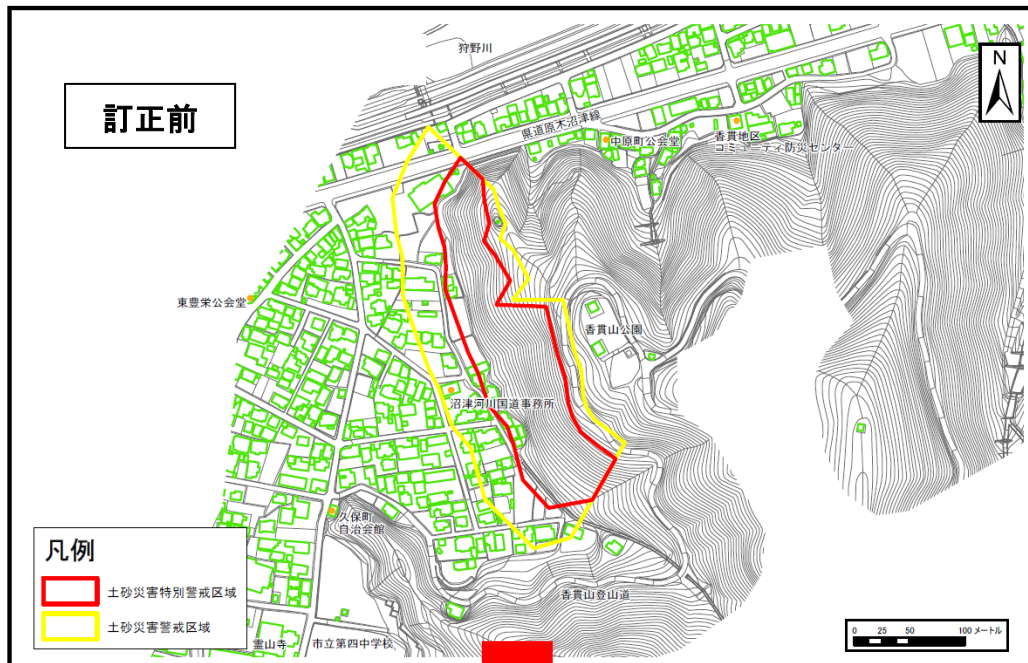 訂正前
狩野川
N
県道原木沼津線
中原町公会堂
香貫地区
コミュ－ティ防災センタ－
東豊栄公会堂
香貫山公園
沼津河川国道事務所
久保町
自治会館
凡例
土砂災害特別警戒区域
土砂災害警戒区域
香貫山登山道
霊山寺
市立第四中学校
0 25 50 100 メートル